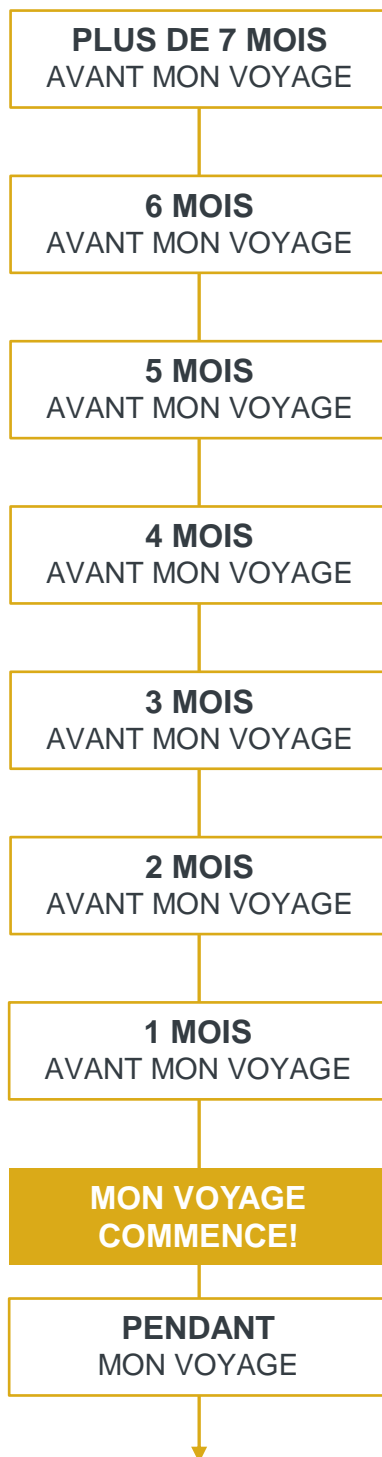 PLUS DE 7 MOIS
AVANT MON VOYAGE
6 MOIS
AVANT MON VOYAGE
5 MOIS
AVANT MON VOYAGE
4 MOIS
AVANT MON VOYAGE
3 MOIS
AVANT MON VOYAGE
2 MOIS
AVANT MON VOYAGE
1 MOIS
AVANT MON VOYAGE
MON VOYAGE
COMMENCE!
PENDANT
MON VOYAGE